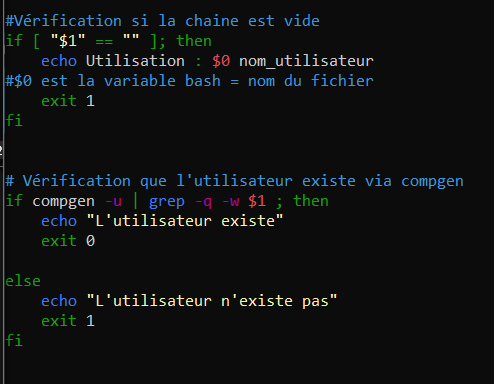 #Vérification si la chaine est vide
if [ "$1" == "" ]; then
    echo Utilisation : $0 nom_utilisateur
#$0 est la variable bash = nom du fichier
    exit 1
fi
# Vérification que l'utilisateur existe via compgen
if compgen -u | grep -q -w $1 ; then
    echo "L'utilisateur existe"
    exit 0
else
    echo "L'utilisateur n'existe pas"
    exit 1
fi